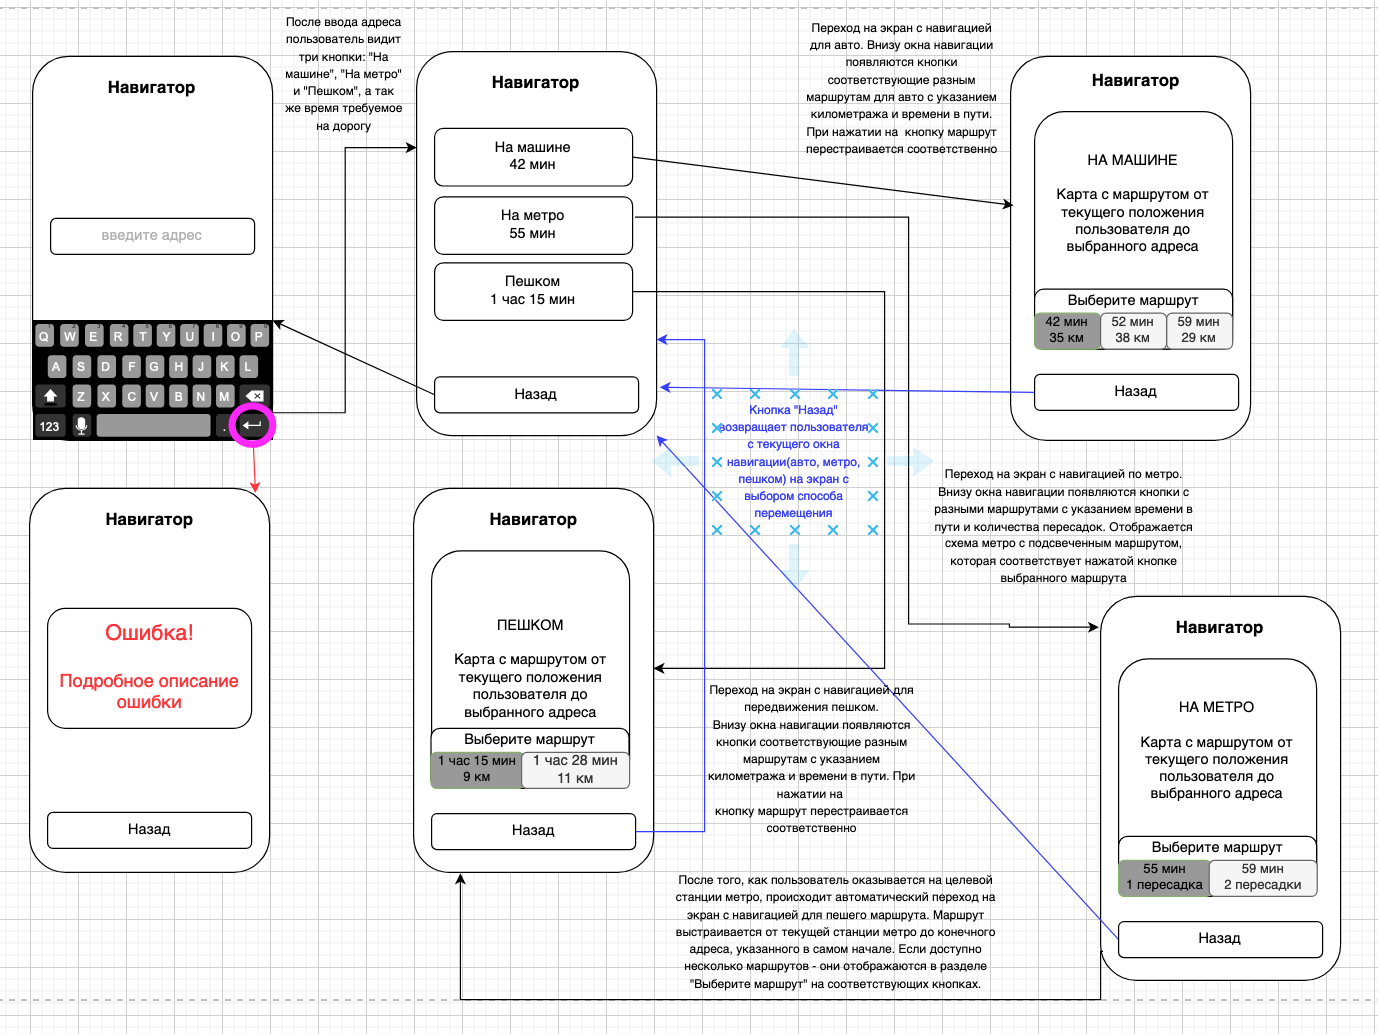 Навигатор
введите адрес
Q W E R T Y U I O P
A S D F G H J K L
Z X C V B N M
123 .
После ввода адреса
пользователь видит
три кнопки: "На
машине", "На метро"
и "Пешком", а так
же время требуемое
на дорогу
Навигатор
На машине
42 мин
На метро
55 мин
Пешком
1 час 15 мин
Назад
Переход на экран с навигацией
для авто. Внизу окна навигации
появляются кнопки
соответствующие разным
маршрутам для авто с указанием
километража и времени в пути.
При нажатии на кнопку маршрут
перестраивается соответственно
Навигатор
НА МАШИНЕ
Карта с маршрутом от
текущего положения
пользователя до
выбранного адреса
Выберите маршрут
42 мин
35 км
52 мин
38 км
59 мин
29 км
Назад
Кнопка "Назад"
возвращает пользователя
с текущего окна
навигации(авто, метро,
пешком) на экран с
выбором способа
перемещения
Переход на экран с навигацией по метро.
Внизу окна навигации появляются кнопки с
разными маршрутами с указанием времени в
пути и количества пересадок. Отображается
схема метро с подсвеченным маршрутом,
которая соответствует нажатой кнопке
выбранного маршрута
Навигатор
Ошибка!
Подробное описание
ошибки
Назад
Навигатор
ПЕШКОМ
Карта с маршрутом от
текущего положения
пользователя до
выбранного адреса
Выберите маршрут
1 час 15 мин
9 км
1 час 28 мин
11 км
Назад
Переход на экран с навигацией для
передвижения пешком.
Внизу окна навигации появляются
кнопки соответствующие разным
маршрутам с указанием
километража и времени в пути. При
нажатии на
кнопку маршрут перестраивается
соответственно
Навигатор
НА МЕТРО
Карта с маршрутом от
текущего положения
пользователя до
выбранного адреса
Выберите маршрут
55 мин
1 пересадка
59 мин
2 пересадки
Назад
После того, как пользователь оказывается на целевой
станции метро, происходит автоматический переход на
экран с навигацией для пешего маршрута. Маршрут
выстраивается от текущей станции метро до конечного
адреса, указанного в самом начале. Если доступно
несколько маршрутов - они отображаются в разделе
"Выберите маршрут" на соответствующих кнопках.